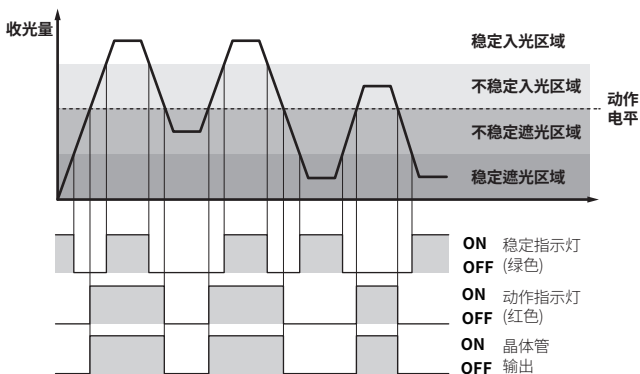 收光量
稳定入光区域
不稳定入光区域
动作
电平
不稳定遮光区域
稳定遮光区域
ON 稳定指示灯
OFF (绿色)
ON 动作指示灯
OFF (红色)
ON 晶体管
OFF 输出